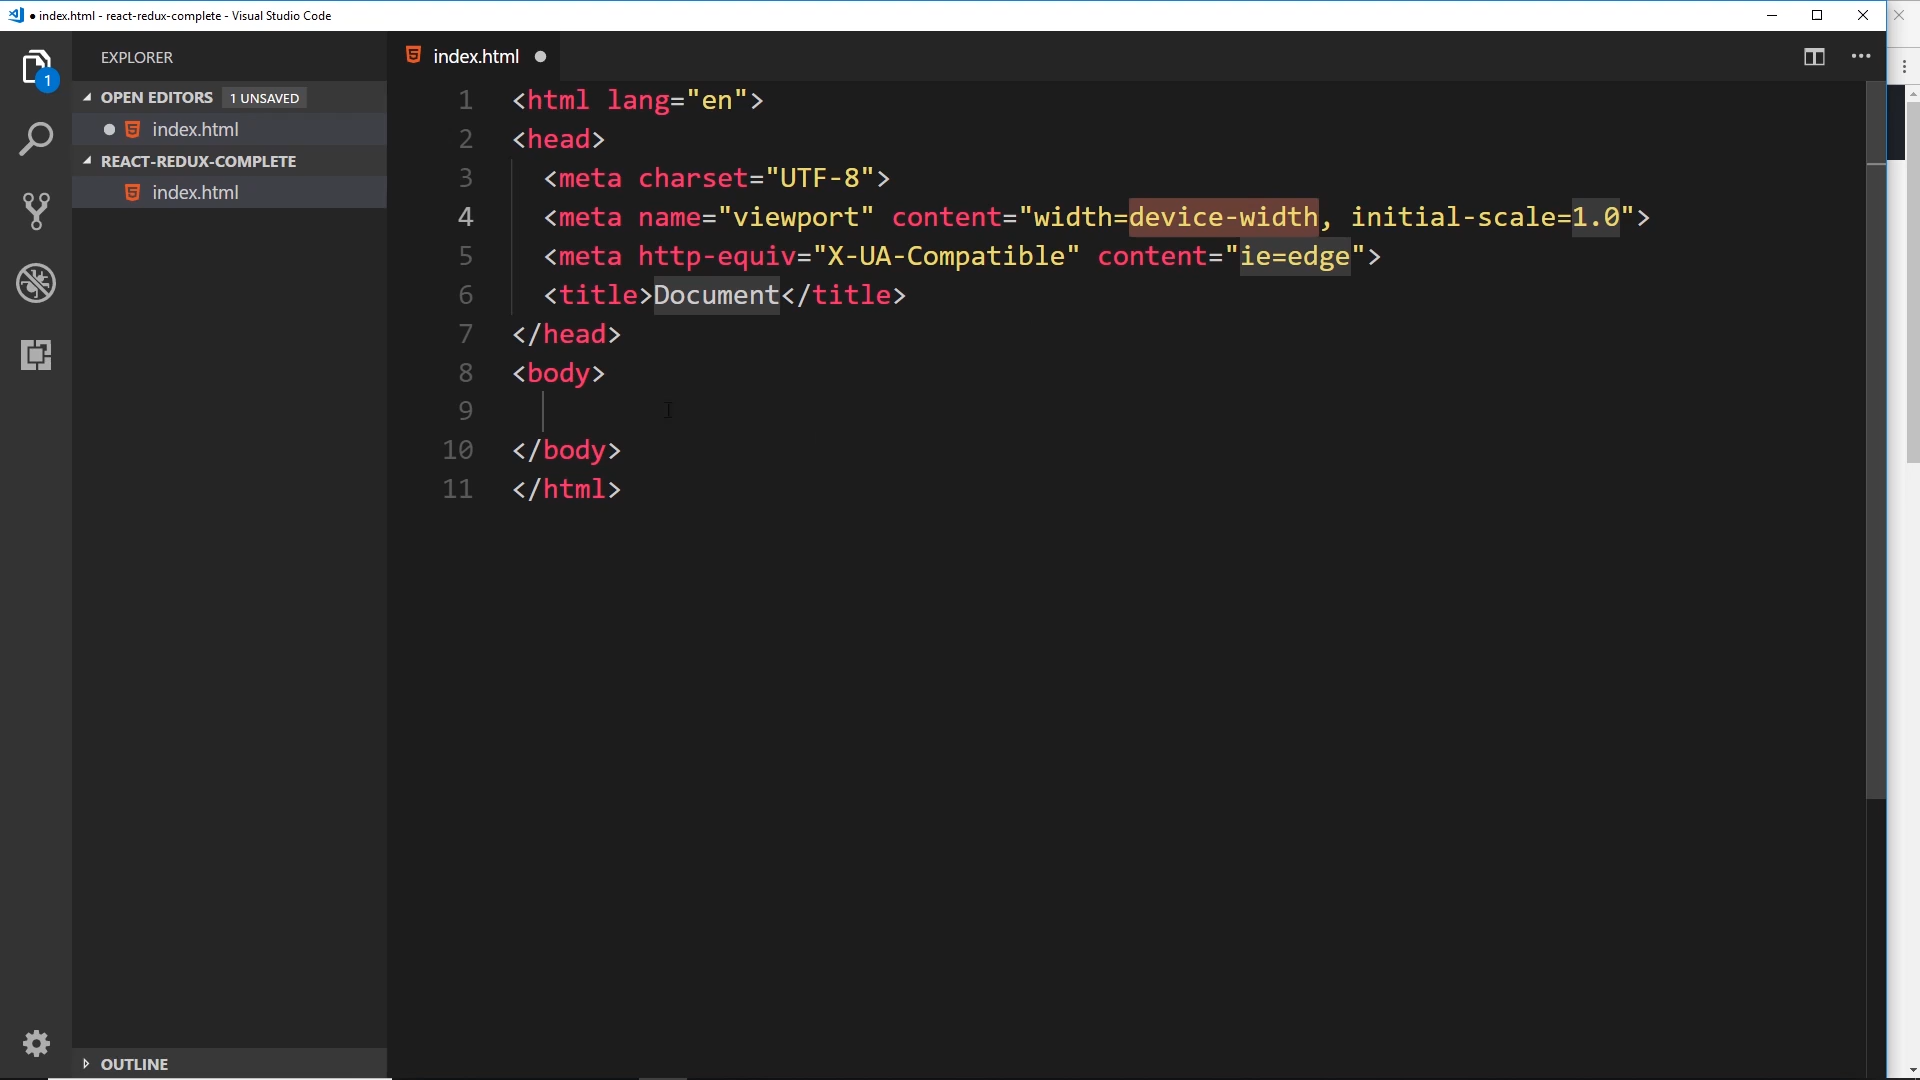 ● index.html - react-redux-complete - Visual Studio Code
EXPLORER
1
OPEN EDITORS 1 UNSAVED
index.html
REACT-REDUX-COMPLETE
index.html
OUTLINE
index.html
1 <html lang="en">
2 <head>
3 <meta charset="UTF-8">
4 <meta name="viewport" content="width=device-width, initial-scale=1.0">
5 <meta http-equiv="X-UA-Compatible" content="ie=edge">
6 <title>Document</title>
7 </head>
8 <body>
9
10 </body>
11 </html>